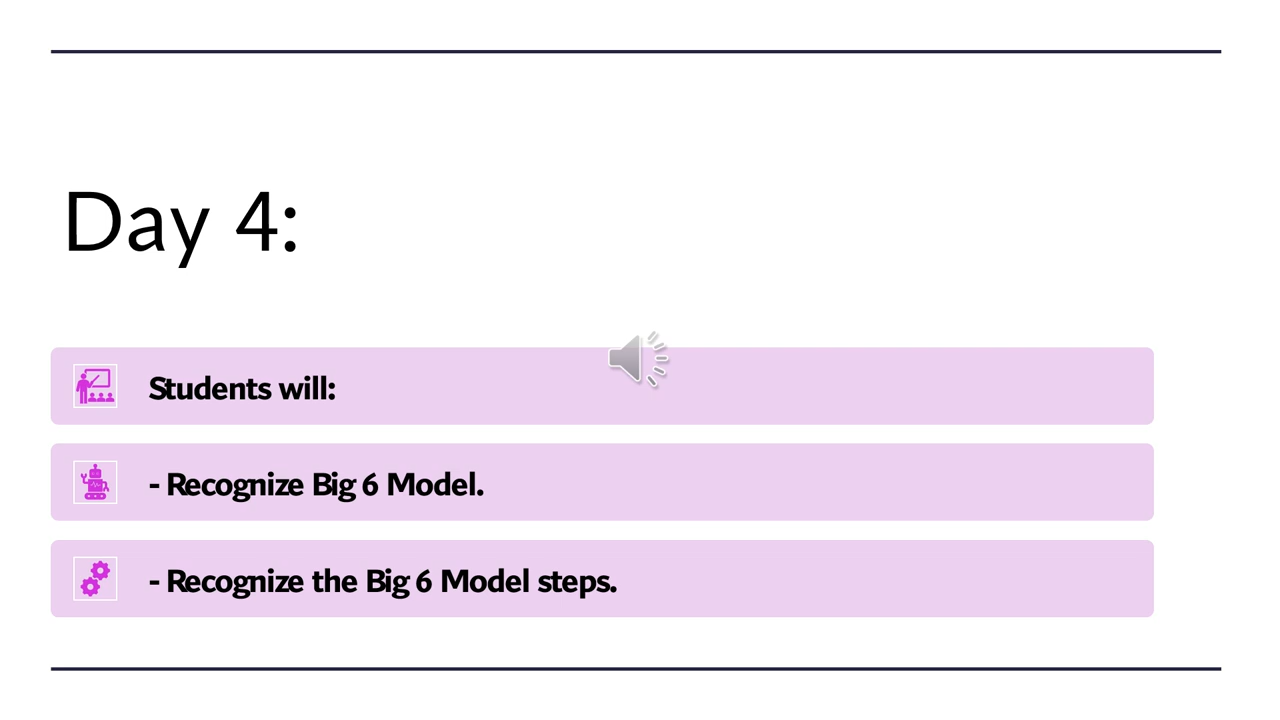 Day 4:
Students will:
- Recognize Big 6 Model.
- Recognize the Big 6 Model steps.